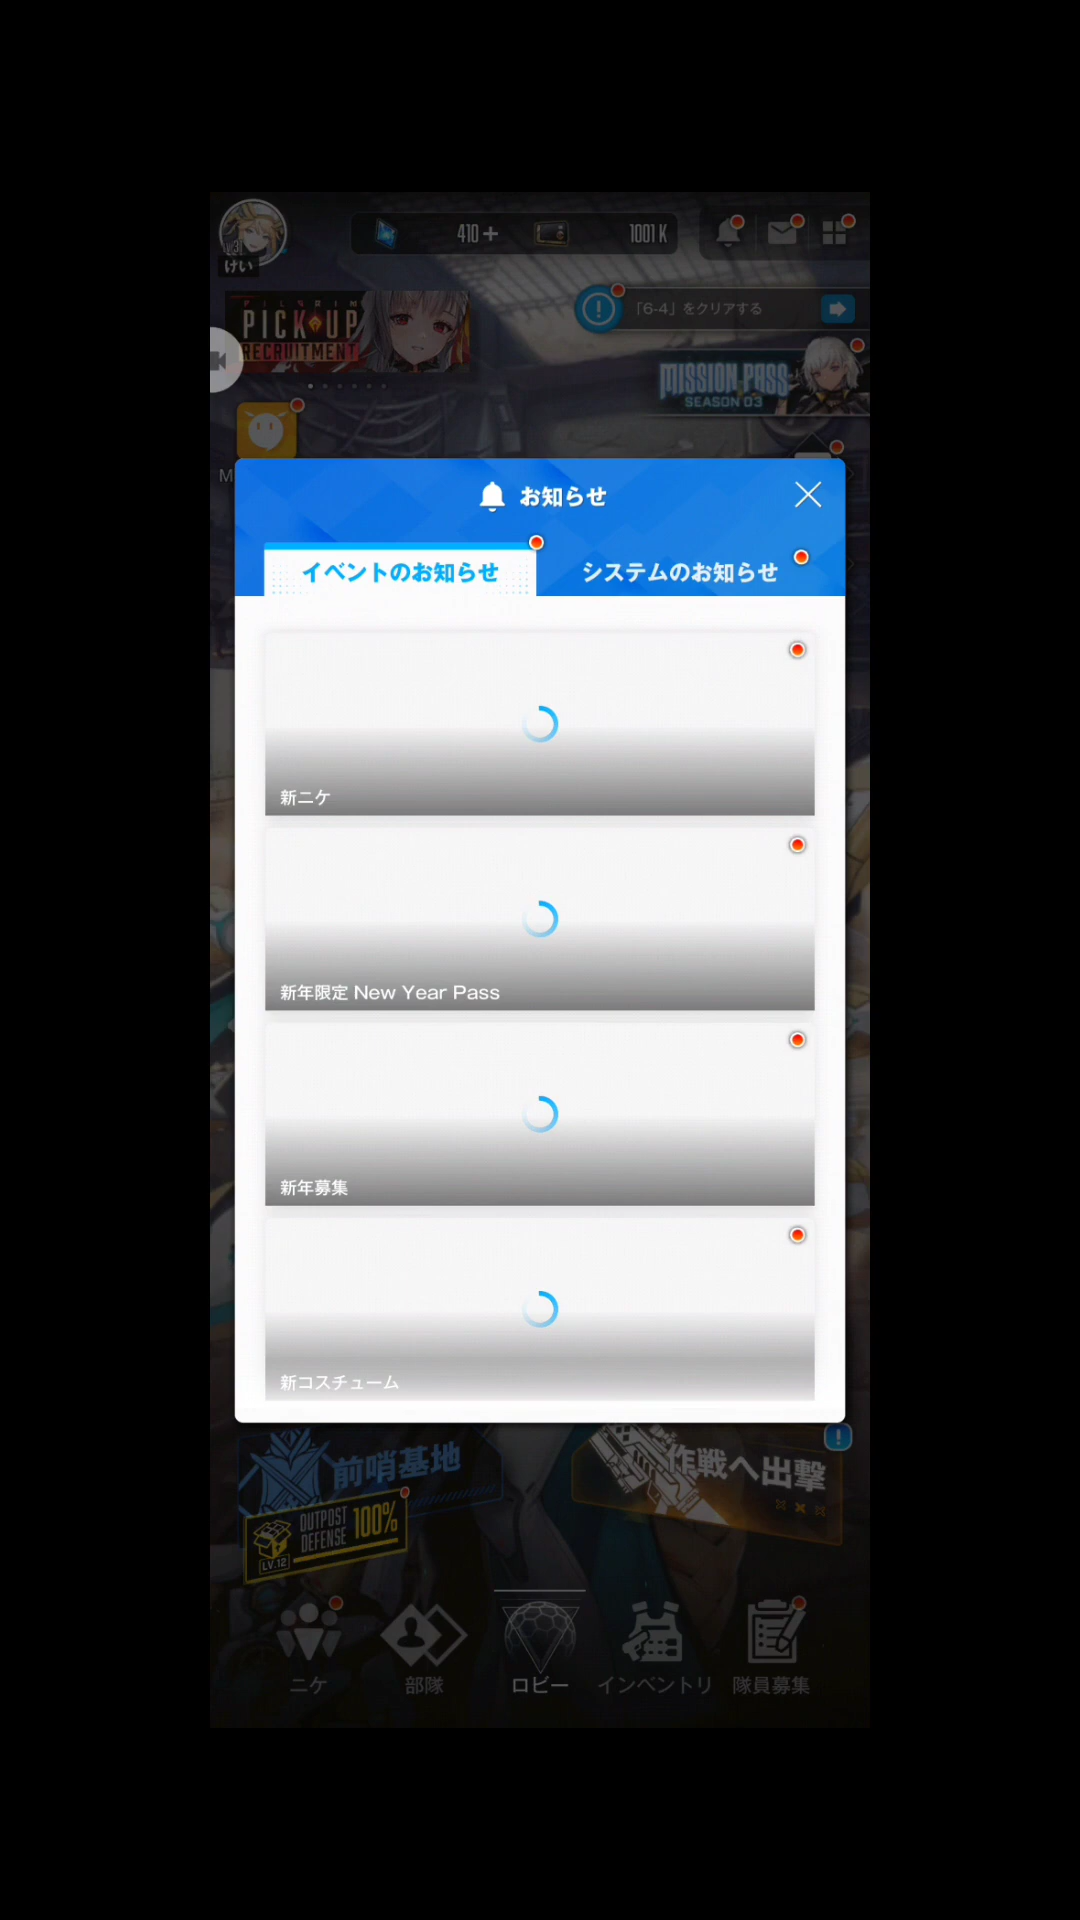 410
1001 K
けい
PILGRIM
PICK UP
RECRUITMENT
「6-4」をクリアする
MISSION PASS
SEASON 03
M
お知らせ
イベントのお知らせ
システムのお知らせ
新ニケ
新年限定 New Year Pass
新年募集
新コスチューム
前哨基地
作戦へ出撃
OUTPOST
DEFENSE
100%
LV.12
ニケ
部隊
ロビー
インベントリ
隊員募集